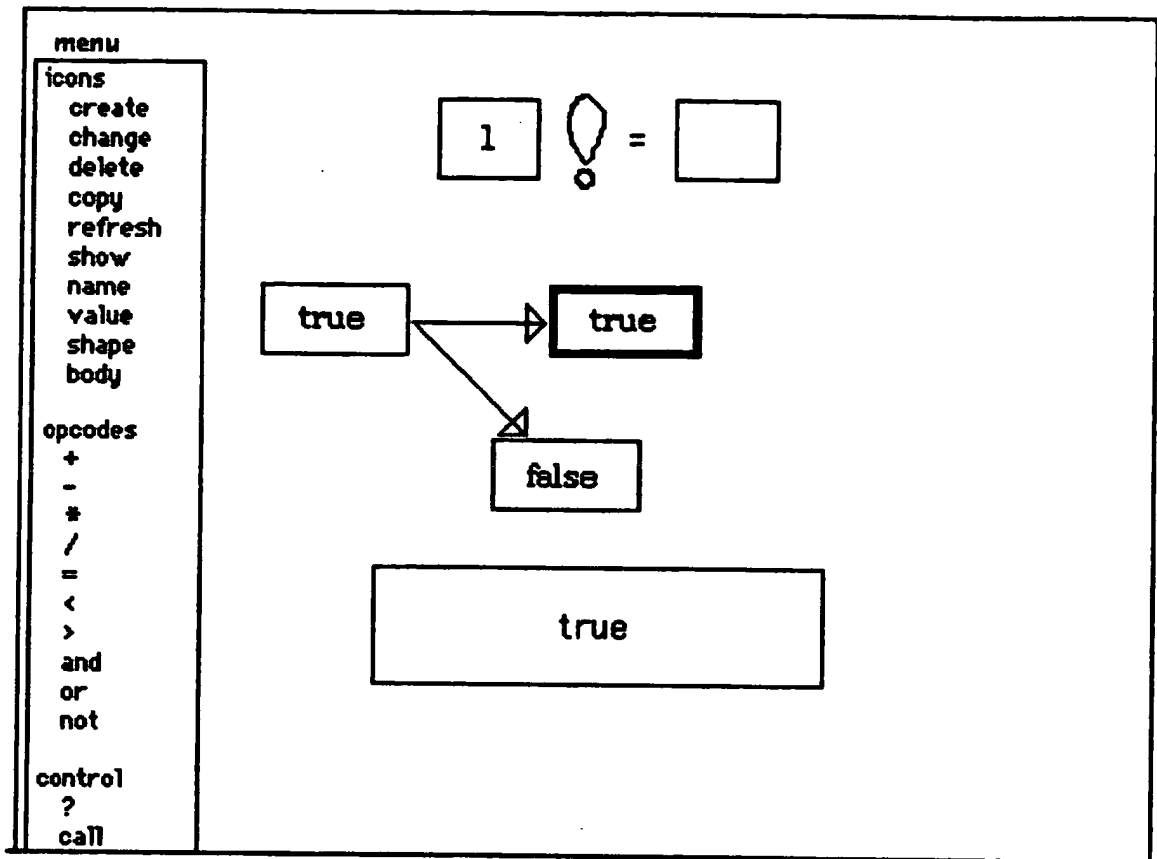 menu
icons
create
change
delete
copy
refresh
show
name
value
shape
body
opcodes
+
-
*
/
=
<
>
and
or
not
control
?
call
1 ! =
true true
false
true